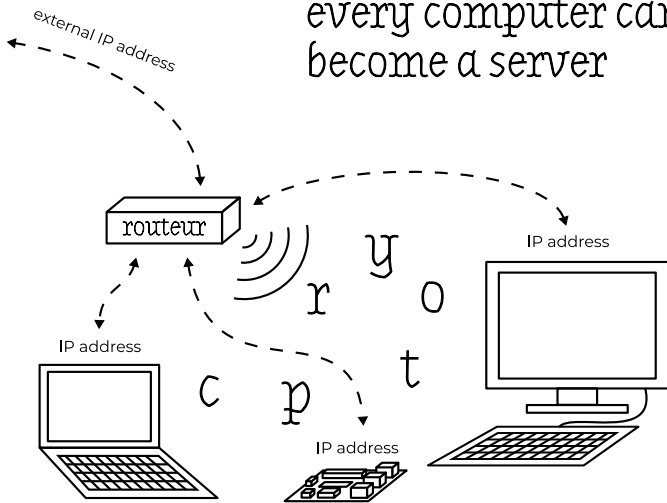 every computer can
become a server
external IP address
routeur
IP address
y
r
o
IP address
t
c
p
IP address